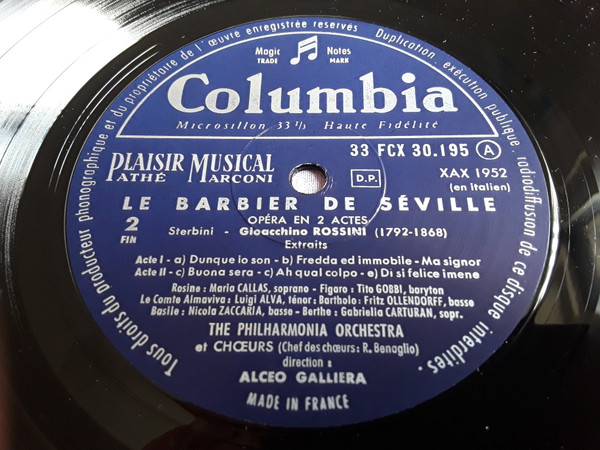 Tous droits du producteur phonographique et du propriétaire de l'œuvre enregistrée réservés Duplication, exécution publique, radiodiffusion de ce disque interdites.
Magic Notes
TRADE MARK
Columbia
Microsillon 33 1/3 Haute Fidélité
PLAISIR MUSICAL
PATHÉ MARCONI
D.P.
33 FCX 30.195 A
XAX 1952
(en italien)
LE BARBIER DE SÉVILLE
2
FIN
OPÉRA EN 2 ACTES
Sterbini - Gioacchino ROSSINI (1792-1868)
Extraits
Acte I - a) Dunque io son - b) Fredda ed immobile - Ma signor
Acte II - c) Buona sera - c) Ah qual colpo - e) Di si felice imene
Rosine : Maria CALLAS, soprano - Figaro : Tito GOBBI, baryton
Le Comte Almaviva : Luigi ALVA, ténor : Bartholo : Fritz OLLENDORFF, basse
Basile : Nicola ZACCARIA, basse - Berthe : Gabriella CARTURAN, sopr.
THE PHILHARMONIA ORCHESTRA
et CHŒURS (Chef des chœurs : R. Benaglio)
direction :
ALCEO GALLIERA
MADE IN FRANCE